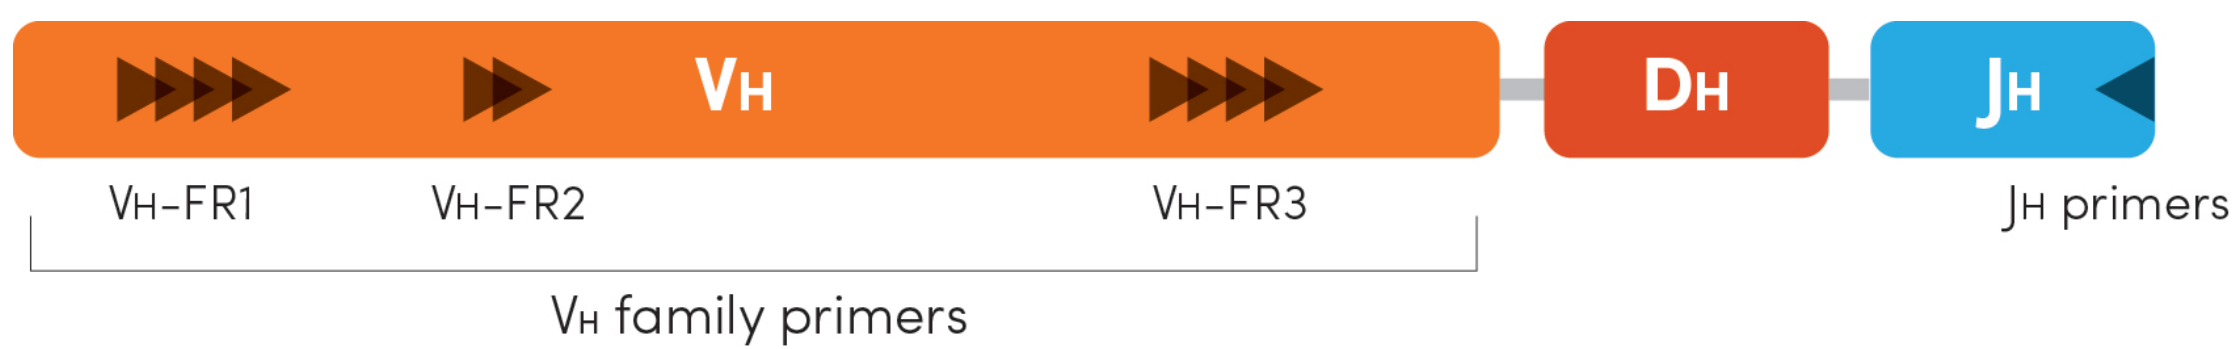 VH DH JH
VH-FR1 VH-FR2 VH-FR3 JH primers
VH family primers